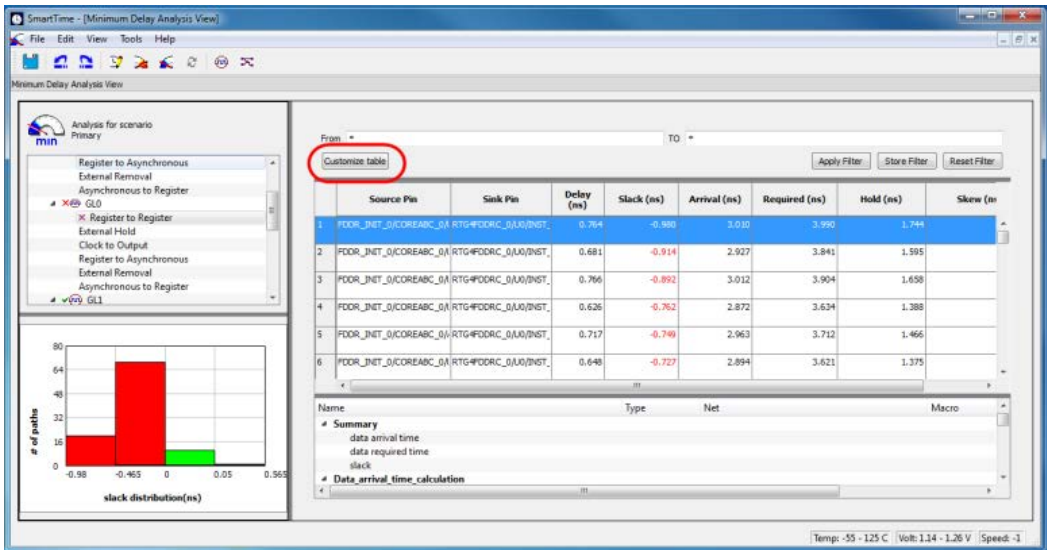 SmartTime - [Minimum Delay Analysis View]
File Edit View Tools Help
Minimum Delay Analysis View
min
Analysis for scenario
Primary
Register to Asynchronous
External Removal
Asynchronous to Register
GL0
Register to Register
External Hold
Clock to Output
Register to Asynchronous
External Removal
Asynchronous to Register
GL1
80
64
48
32
16
0
-0.98 -0.465 0 0.05 0.565
# of paths
slack distribution(ns)
From * TO *
Customize table Apply Filter Store Filter Reset Filter
Source Pin Sink Pin Delay (ns) Slack (ns) Arrival (ns) Required (ns) Hold (ns) Skew (n
1 FDDR_INIT_0/COREABC_0/ RTG4FDDRC_0/U0/INST_ 0.764 -0.980 3.010 3.990 1.744
2 FDDR_INIT_0/COREABC_0/ RTG4FDDRC_0/U0/INST_ 0.681 -0.914 2.927 3.841 1.595
3 FDDR_INIT_0/COREABC_0/ RTG4FDDRC_0/U0/INST_ 0.766 -0.892 3.012 3.904 1.658
4 FDDR_INIT_0/COREABC_0/ RTG4FDDRC_0/U0/INST_ 0.626 -0.762 2.872 3.634 1.388
5 FDDR_INIT_0/COREABC_0/ RTG4FDDRC_0/U0/INST_ 0.717 -0.749 2.963 3.712 1.466
6 FDDR_INIT_0/COREABC_0/ RTG4FDDRC_0/U0/INST_ 0.648 -0.727 2.894 3.621 1.375
Name Type Net Macro
Summary
data arrival time
data required time
slack
Data_arrival_time_calculation
Temp: -55 - 125 C Volt: 1.14 - 1.26 V Speed: -1